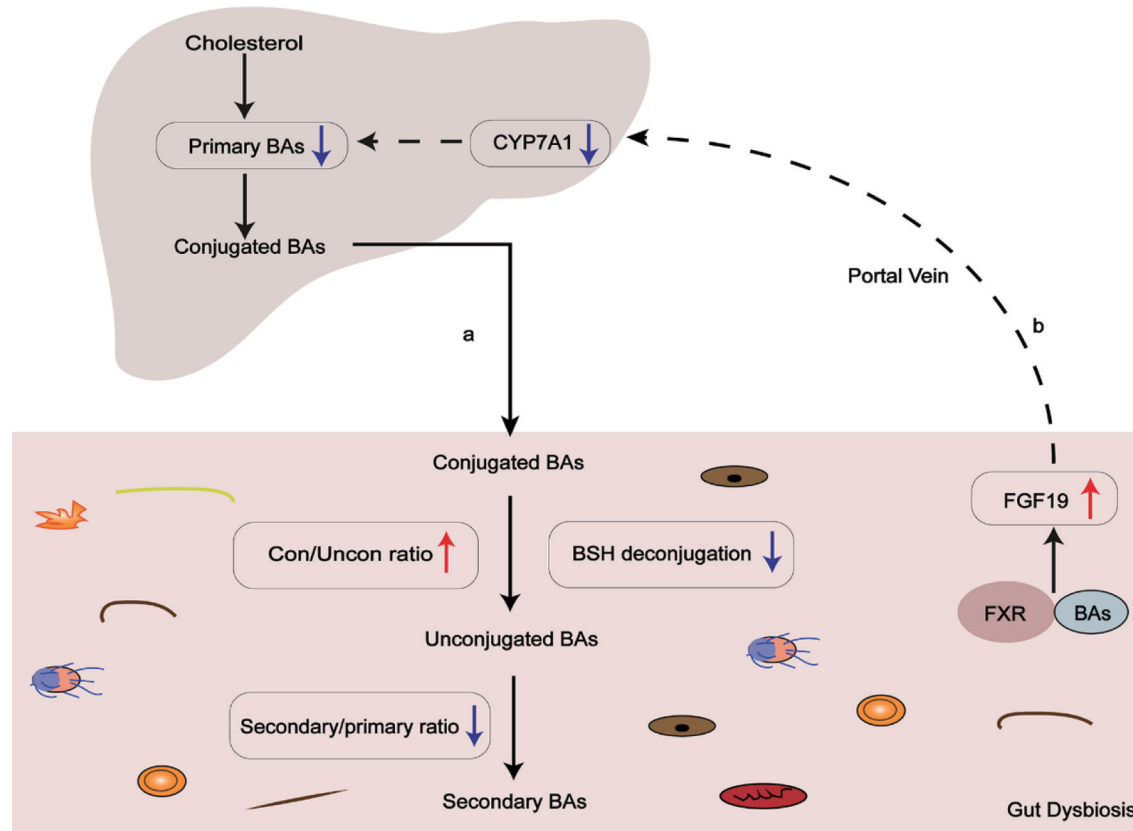 Cholesterol
Primary BAs
CYP7A1
Conjugated BAs
Portal Vein
a
b
Conjugated BAs
FGF19
Con/Uncon ratio
BSH deconjugation
FXR
BAs
Unconjugated BAs
Secondary/primary ratio
Secondary BAs
Gut Dysbiosis